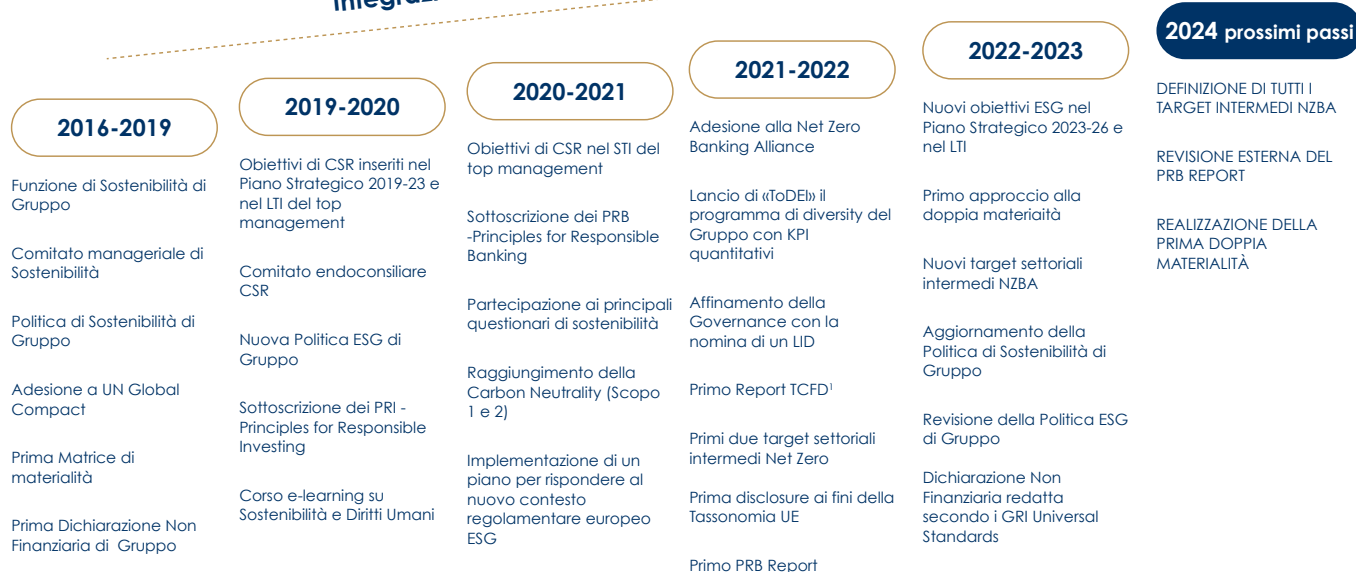 2016-2019
Funzione di Sostenibilità di
Gruppo
Comitato manageriale di
Sostenibilità
Politica di Sostenibilità di
Gruppo
Adesione a UN Global
Compact
Prima Matrice di
materialità
Prima Dichiarazione Non
Finanziaria di Gruppo
2019-2020
Obiettivi di CSR inseriti nel
Piano Strategico 2019-23 e
nel LTI del top
management
Comitato endoconsiliare
CSR
Nuova Politica ESG di
Gruppo
Sottoscrizione dei PRI -
Principles for Responsible
Investing
Corso e-learning su
Sostenibilità e Diritti Umani
2020-2021
Obiettivi di CSR nel STI del
top management
Sottoscrizione dei PRB
-Principles for Responsible
Banking
Partecipazione ai principali
questionari di sostenibilità
Raggiungimento della
Carbon Neutrality (Scopo
1 e 2)
Implementazione di un
piano per rispondere al
nuovo contesto
regolamentare europeo
ESG
2021-2022
Adesione alla Net Zero
Banking Alliance
Lancio di «ToDEI» il
programma di diversity del
Gruppo con KPI
quantitativi
Affinamento della
Governance con la
nomina di un LID
Primo Report TCFD¹
Primi due target settoriali
intermedi Net Zero
Prima disclosure ai fini della
Tassonomia UE
Primo PRB Report
2022-2023
Nuovi obiettivi ESG nel
Piano Strategico 2023-26 e
nel LTI
Primo approccio alla
doppia materiaità
Nuovi target settoriali
intermedi NZBA
Aggiornamento della
Politica di Sostenibilità di
Gruppo
Revisione della Politica ESG
di Gruppo
Dichiarazione Non
Finanziaria redatta
secondo i GRI Universal
Standards
2024 prossimi passi
DEFINIZIONE DI TUTTI I
TARGET INTERMEDI NZBA
REVISIONE ESTERNA DEL
PRB REPORT
REALIZZAZIONE DELLA
PRIMA DOPPIA
MATERIALITÀ